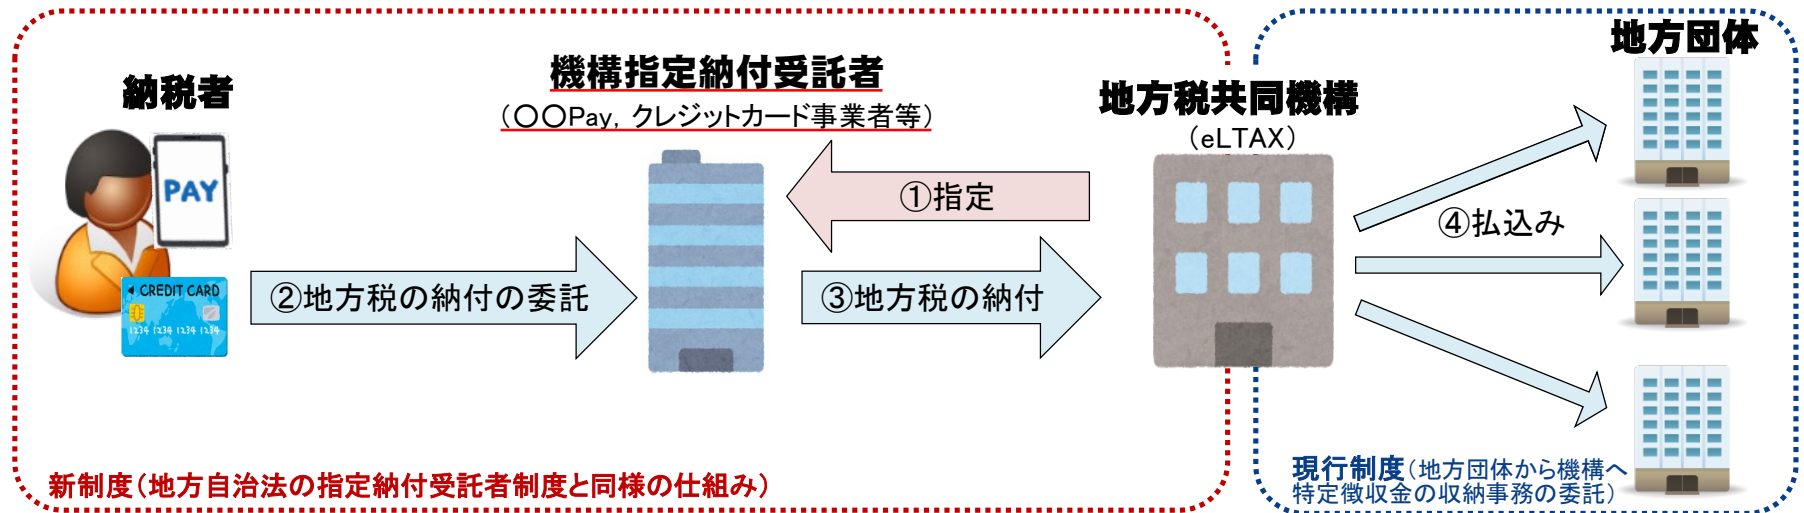 納税者
PAY
CREDIT CARD
1234 1234 1234 1234
②地方税の納付の委託
機構指定納付受託者
（〇〇Pay，クレジットカード事業者等）
①指定
③地方税の納付
地方税共同機構
（eLTAX）
④払込み
地方団体
新制度（地方自治法の指定納付受託者制度と同様の仕組み）
現行制度（地方団体から機構へ
特定徴収金の収納事務の委託）